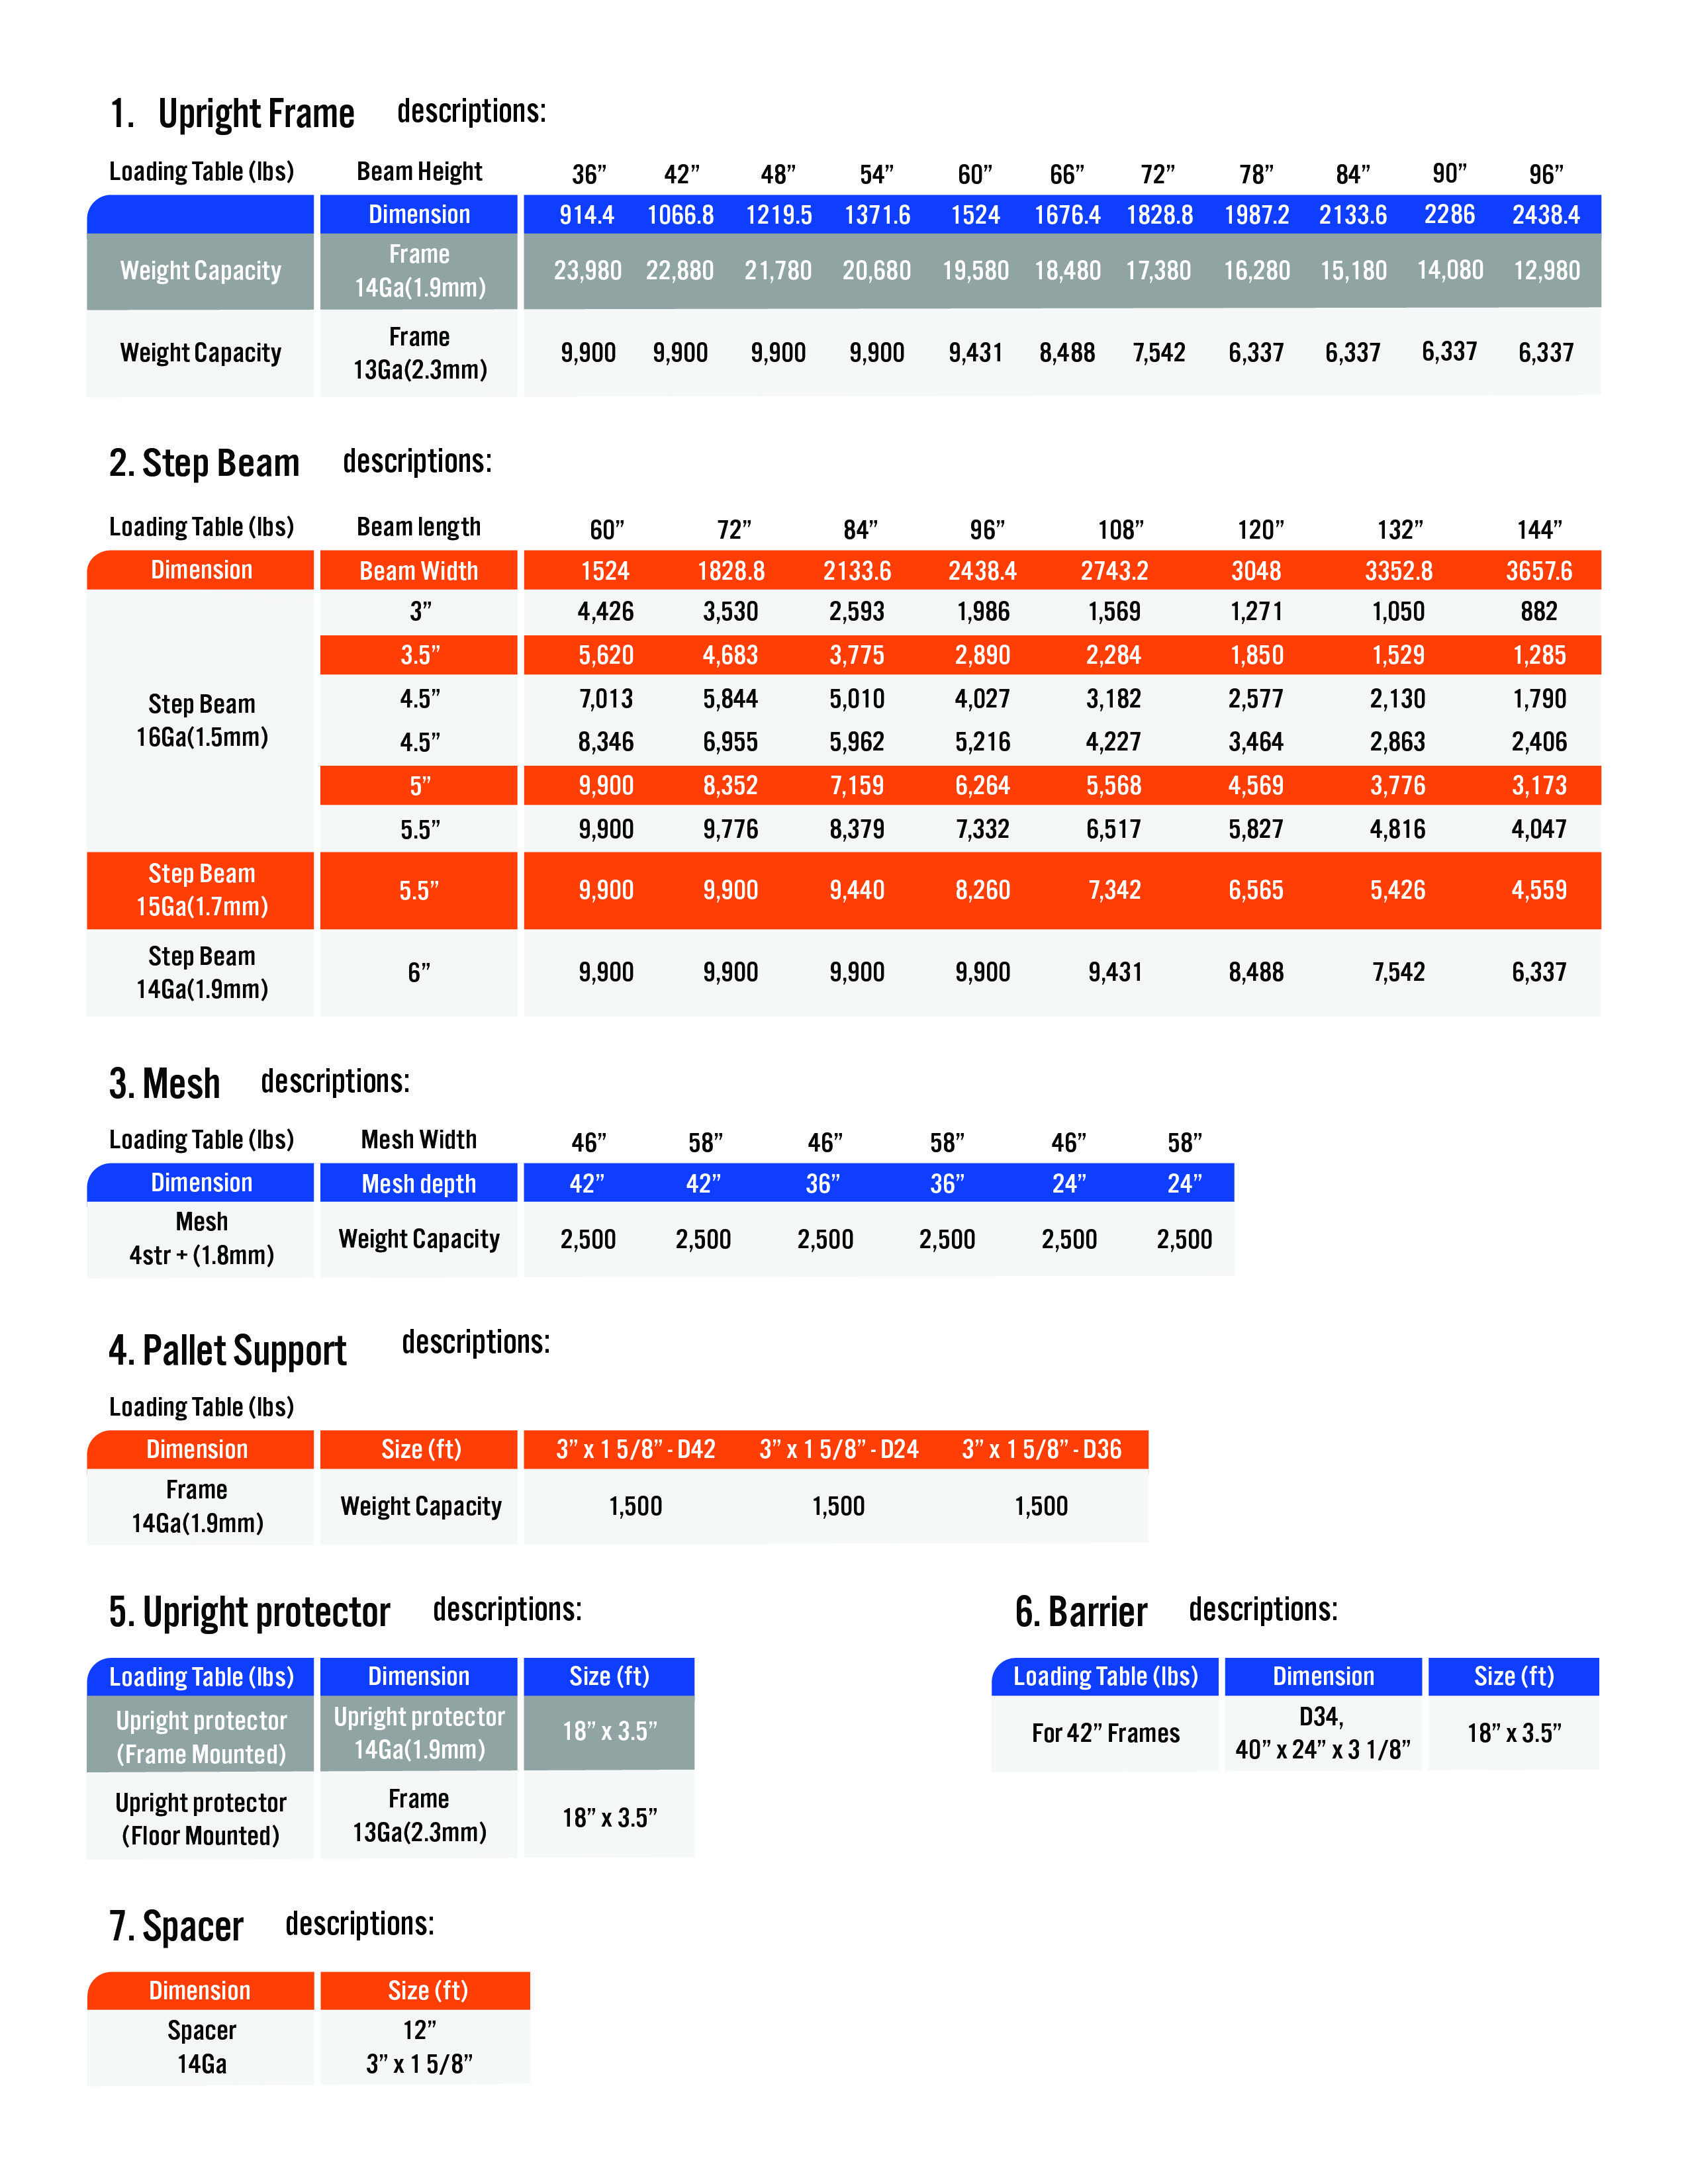 1. Upright Frame descriptions:
Loading Table (lbs) Beam Height 36” 42” 48” 54” 60” 66” 72” 78” 84” 90” 96”
Dimension 914.4 1066.8 1219.5 1371.6 1524 1676.4 1828.8 1987.2 2133.6 2286 2438.4
Weight Capacity Frame 14Ga(1.9mm) 23,980 22,880 21,780 20,680 19,580 18,480 17,380 16,280 15,180 14,080 12,980
Weight Capacity Frame 13Ga(2.3mm) 9,900 9,900 9,900 9,900 9,431 8,488 7,542 6,337 6,337 6,337 6,337
2. Step Beam descriptions:
Loading Table (lbs) Beam length 60” 72” 84” 96” 108” 120” 132” 144”
Dimension Beam Width 1524 1828.8 2133.6 2438.4 2743.2 3048 3352.8 3657.6
3” 4,426 3,530 2,593 1,986 1,569 1,271 1,050 882
3.5” 5,620 4,683 3,775 2,890 2,284 1,850 1,529 1,285
Step Beam 16Ga(1.5mm) 4.5” 7,013 5,844 5,010 4,027 3,182 2,577 2,130 1,790
4.5” 8,346 6,955 5,962 5,216 4,227 3,464 2,863 2,406
5” 9,900 8,352 7,159 6,264 5,568 4,569 3,776 3,173
5.5” 9,900 9,776 8,379 7,332 6,517 5,827 4,816 4,047
Step Beam 15Ga(1.7mm) 5.5” 9,900 9,900 9,440 8,260 7,342 6,565 5,426 4,559
Step Beam 14Ga(1.9mm) 6” 9,900 9,900 9,900 9,900 9,431 8,488 7,542 6,337
3. Mesh descriptions:
Loading Table (lbs) Mesh Width 46” 58” 46” 58” 46” 58”
Dimension Mesh depth 42” 42” 36” 36” 24” 24”
Mesh 4str + (1.8mm) Weight Capacity 2,500 2,500 2,500 2,500 2,500 2,500
4. Pallet Support descriptions:
Loading Table (lbs)
Dimension Size (ft) 3” x 1 5/8” - D42 3” x 1 5/8” - D24 3” x 1 5/8” - D36
Frame 14Ga(1.9mm) Weight Capacity 1,500 1,500 1,500
5. Upright protector descriptions:
Loading Table (lbs) Dimension Size (ft)
Upright protector (Frame Mounted) Upright protector 14Ga(1.9mm) 18” x 3.5”
Upright protector (Floor Mounted) Frame 13Ga(2.3mm) 18” x 3.5”
6. Barrier descriptions:
Loading Table (lbs) Dimension Size (ft)
For 42” Frames D34, 40” x 24” x 3 1/8” 18” x 3.5”
7. Spacer descriptions:
Dimension Size (ft)
Spacer 12”
14Ga 3” x 1 5/8”